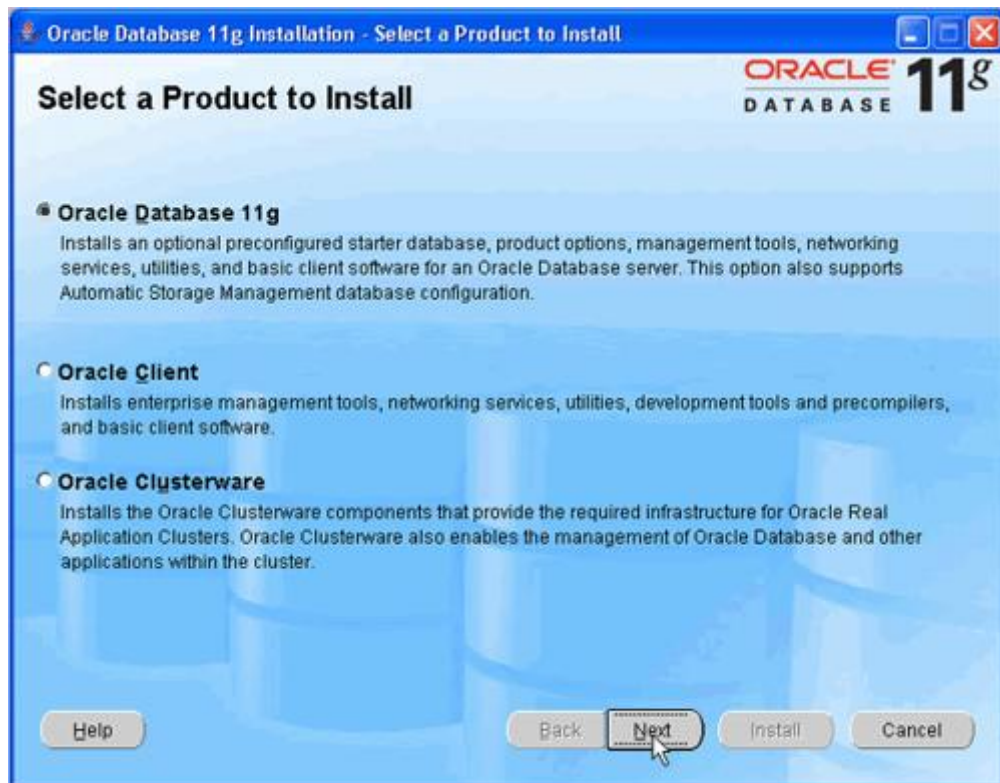 Oracle Database 11g Installation - Select a Product to Install
Select a Product to Install
ORACLE
DATABASE 11g
Oracle Database 11g
Installs an optional preconfigured starter database, product options, management tools, networking
services, utilities, and basic client software for an Oracle Database server. This option also supports
Automatic Storage Management database configuration.
Oracle Client
Installs enterprise management tools, networking services, utilities, development tools and precompilers,
and basic client software.
Oracle Clusterware
Installs the Oracle Clusterware components that provide the required infrastructure for Oracle Real
Application Clusters. Oracle Clusterware also enables the management of Oracle Database and other
applications within the cluster.
Help Back Next Install Cancel